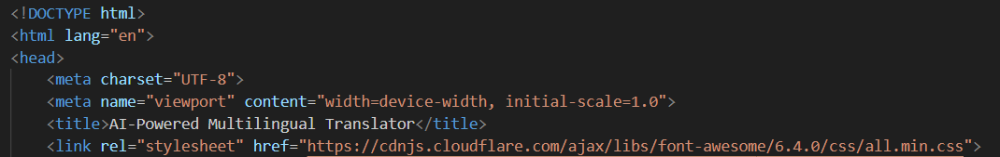 <!DOCTYPE html>
<html lang="en">
<head>
    <meta charset="UTF-8">
    <meta name="viewport" content="width=device-width, initial-scale=1.0">
    <title>AI-Powered Multilingual Translator</title>
    <link rel="stylesheet" href="https://cdnjs.cloudflare.com/ajax/libs/font-awesome/6.4.0/css/all.min.css">